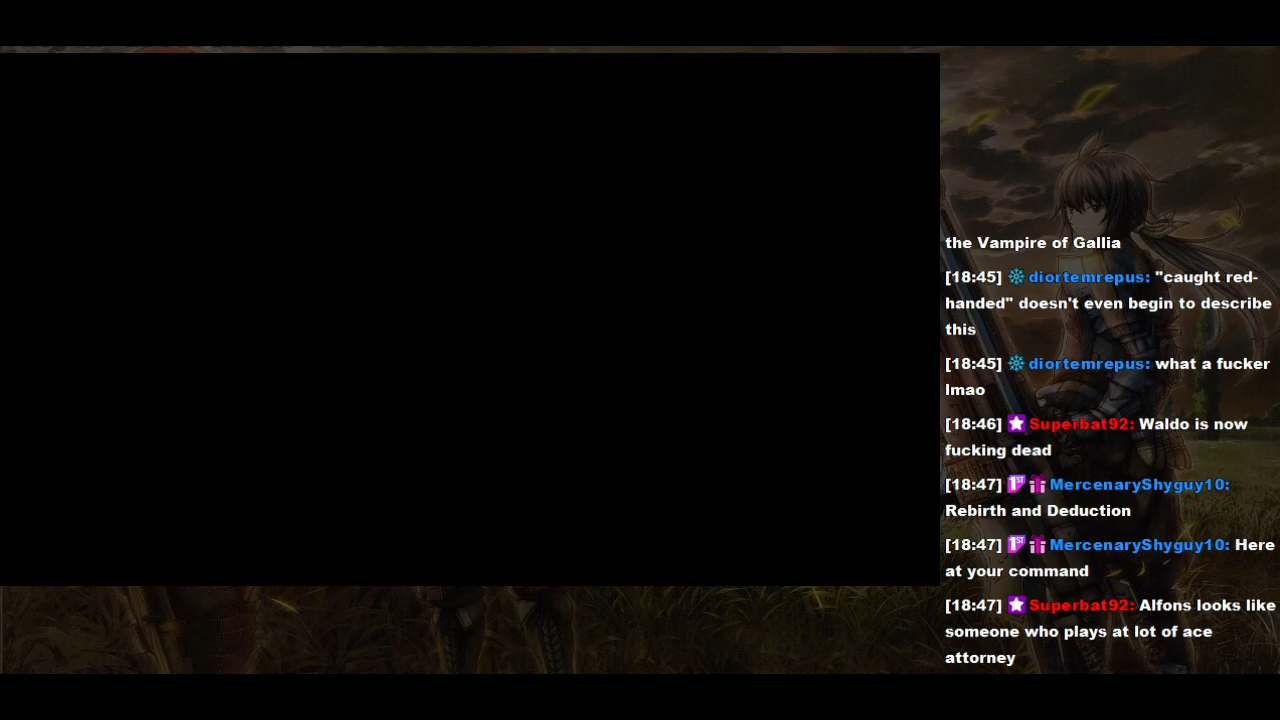 the Vampire of Gallia
[18:45] diortemrepus: "caught red-
handed" doesn't even begin to describe
this
[18:45] diortemrepus: what a fucker
lmao
[18:46] Superbat92: Waldo is now
fucking dead
[18:47] 1ST MercenaryShyguy10:
Rebirth and Deduction
[18:47] 1ST MercenaryShyguy10: Here
at your command
[18:47] Superbat92: Alfons looks like
someone who plays at lot of ace
attorney